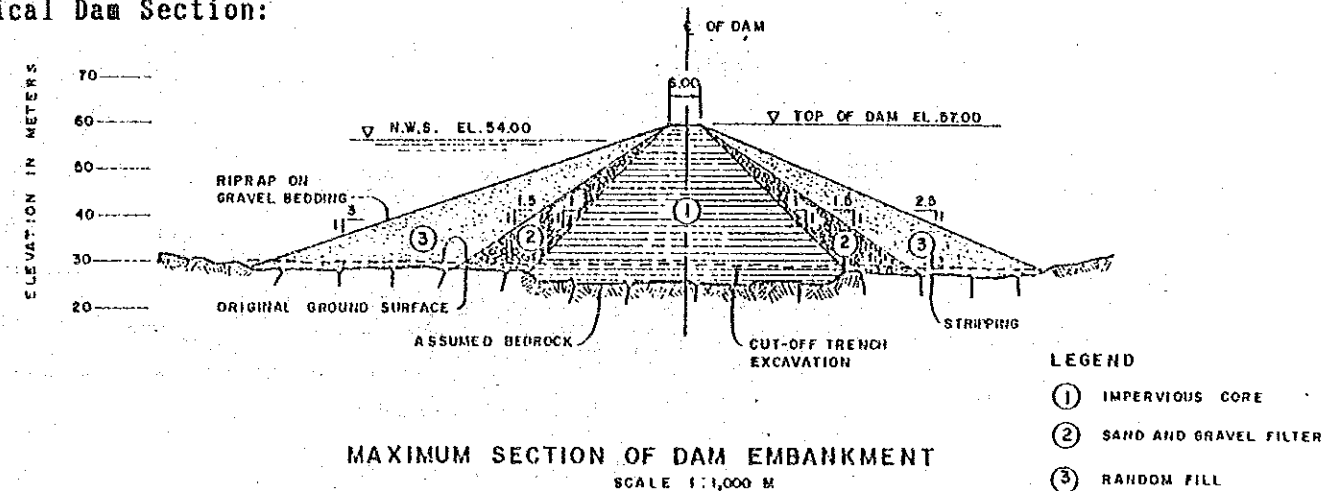 ical Dam Section:
℄ OF DAM
ELEVATION IN METERS
70
60
50
40
30
20
6.00
N.W.S. EL.54.00
TOP OF DAM EL.57.00
RIPRAP ON
GRAVEL BEDDING
3
1
1.5
1
1
1
1.5
1
2.5
1
3
2
1
2
3
ORIGINAL GROUND SURFACE
ASSUMED BEDROCK
CUT-OFF TRENCH
EXCAVATION
STRIPPING
LEGEND
1 IMPERVIOUS CORE
2 SAND AND GRAVEL FILTER
3 RANDOM FILL
MAXIMUM SECTION OF DAM EMBANKMENT
SCALE 1:1,000 M